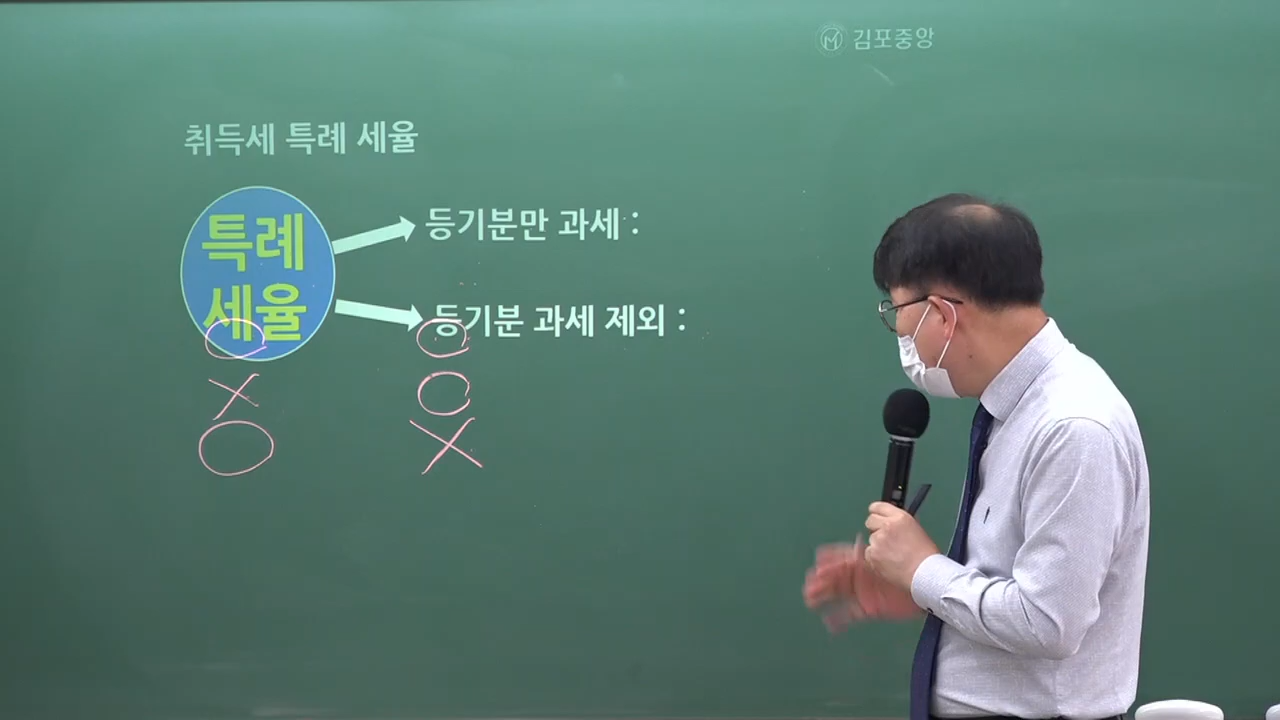 김포중앙
취득세 특례 세율
특례
세율
등기분만 과세 :
등기분 과세 제외 :
O O
X O
O X